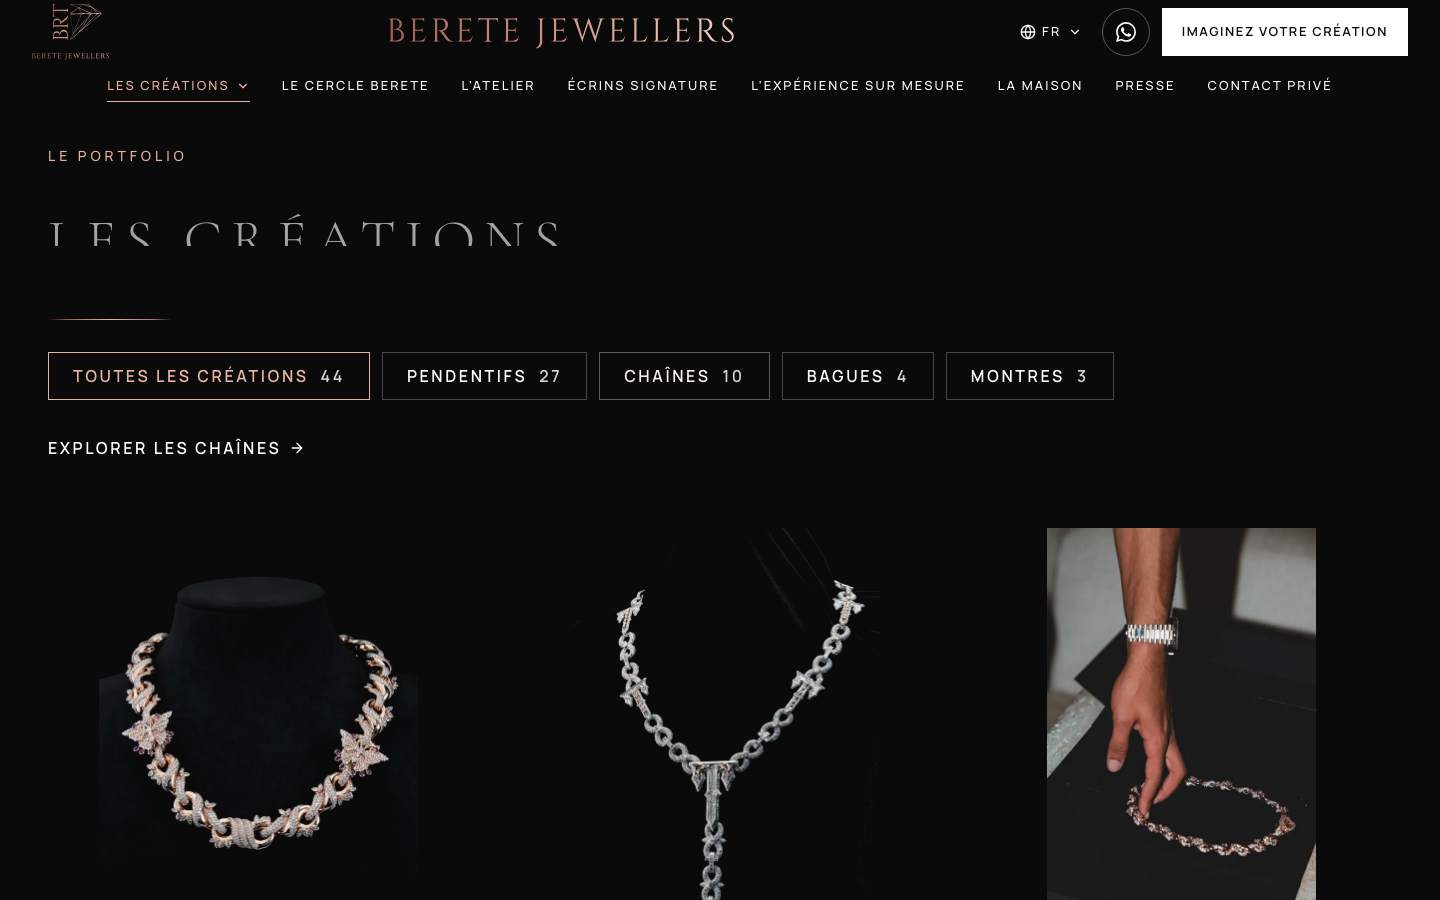 BRT
BERETE JEWELLERS
BERETE JEWELLERS
FR
IMAGINEZ VOTRE CRÉATION
LES CRÉATIONS
LE CERCLE BERETE
L'ATELIER
ÉCRINS SIGNATURE
L'EXPÉRIENCE SUR MESURE
LA MAISON
PRESSE
CONTACT PRIVÉ
LE PORTFOLIO
LES CRÉATIONS
TOUTES LES CRÉATIONS 44
PENDENTIFS 27
CHAÎNES 10
BAGUES 4
MONTRES 3
EXPLORER LES CHAÎNES →